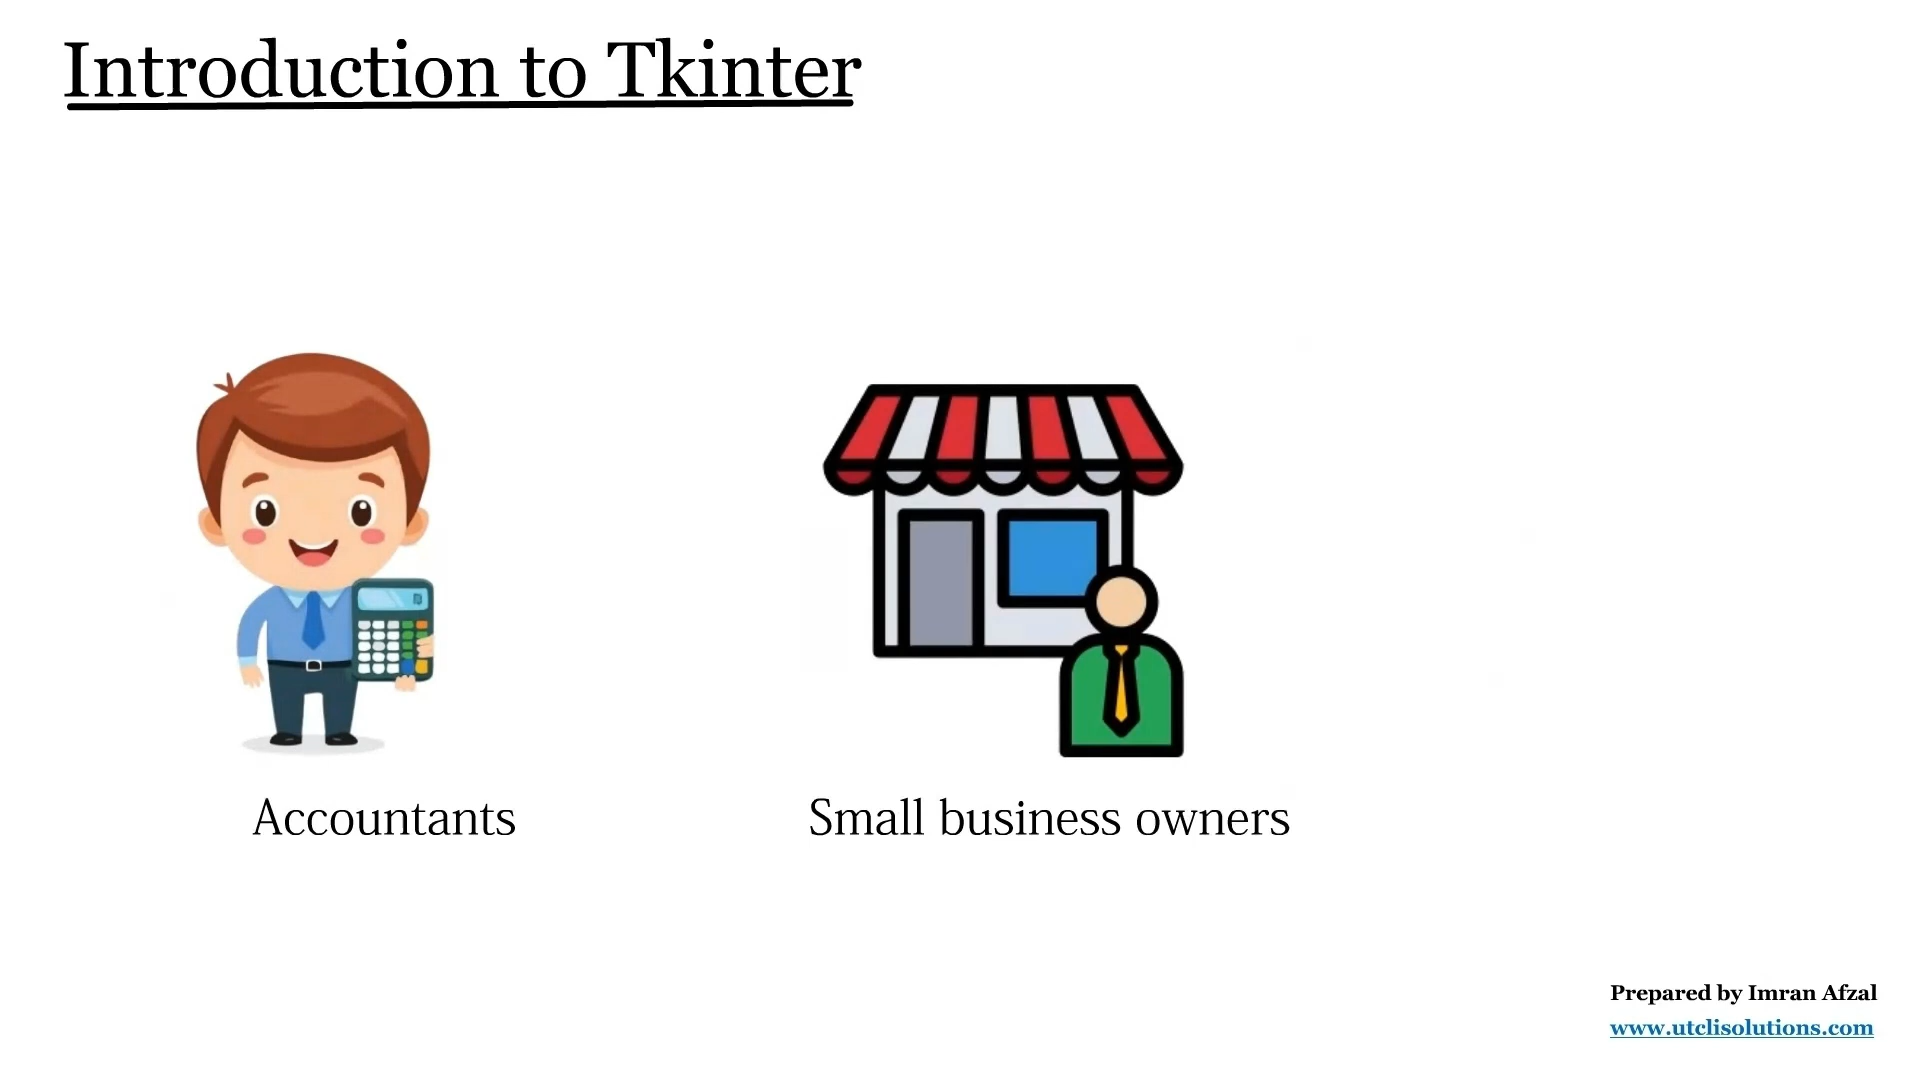 Introduction to Tkinter
Accountants
Small business owners
Prepared by Imran Afzal
www.utclisolutions.com